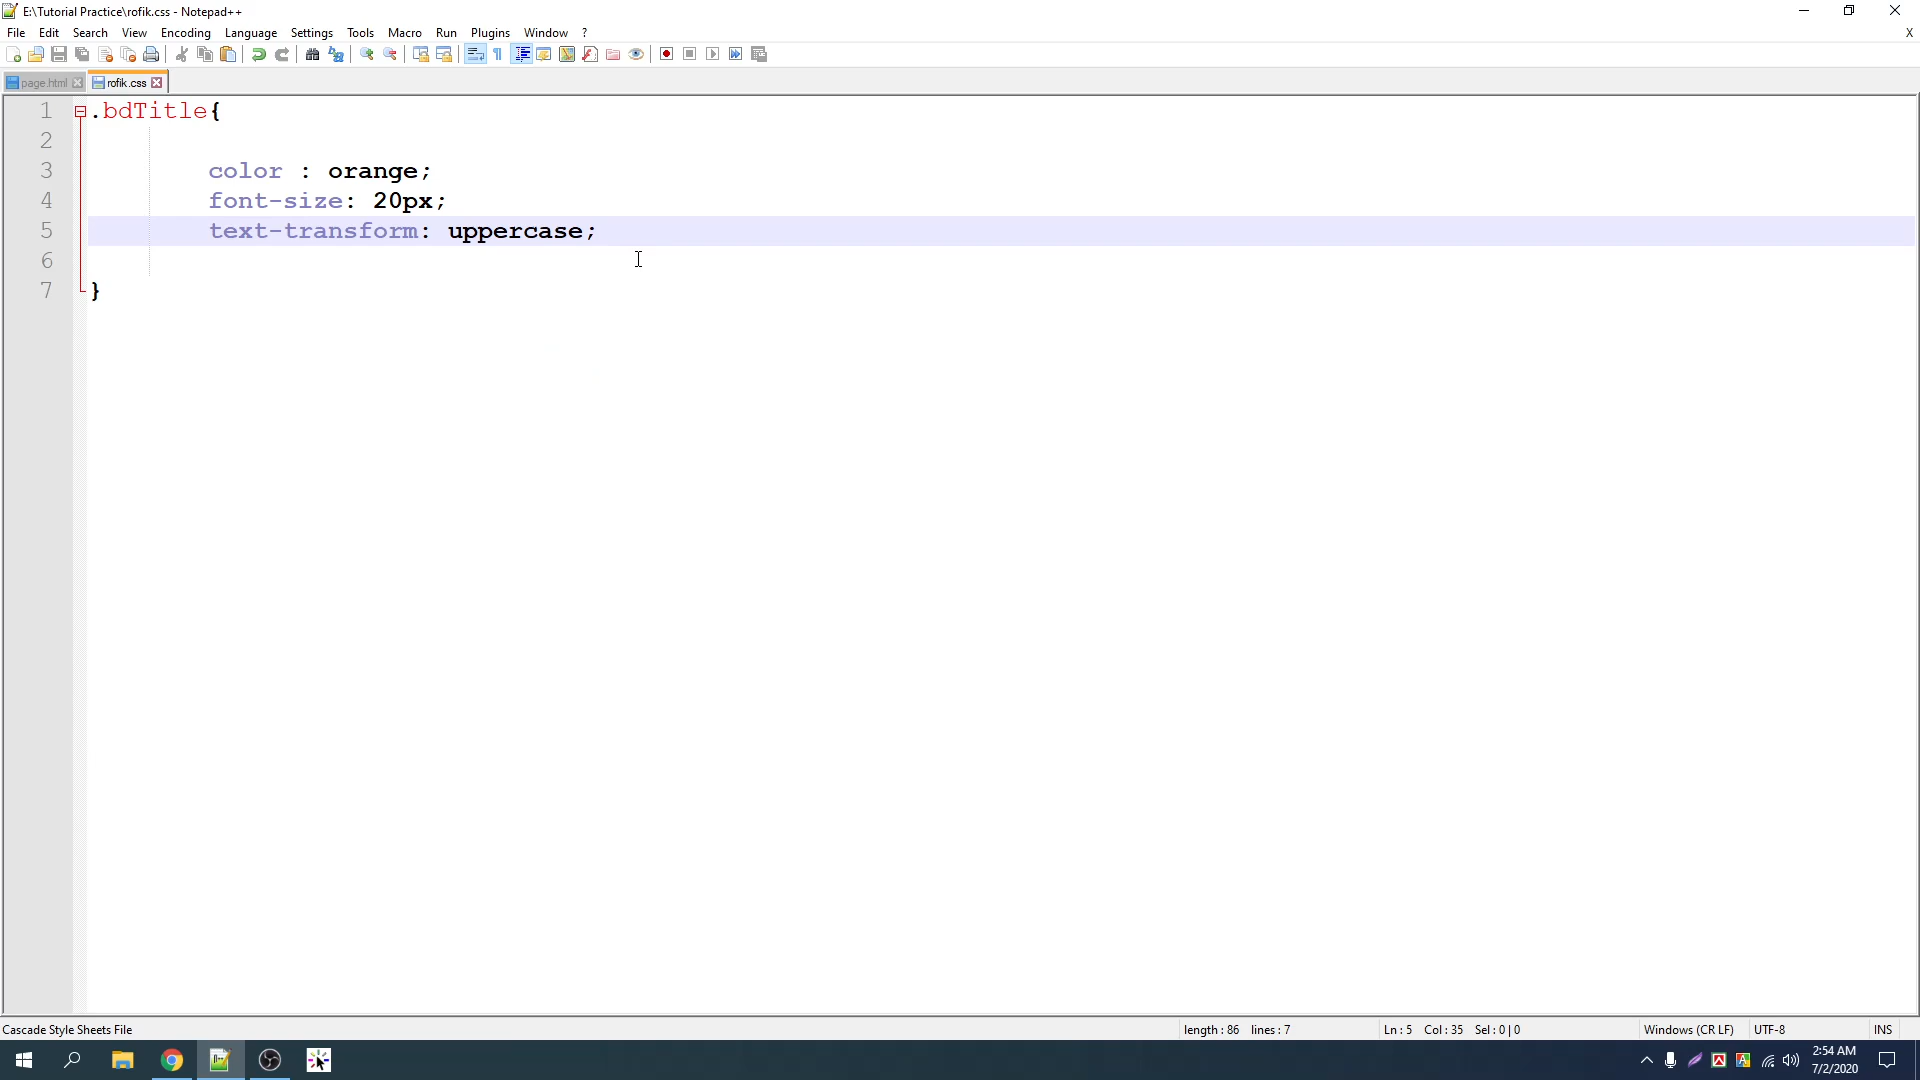 E:\Tutorial Practice\rofik.css - Notepad++
File Edit Search View Encoding Language Settings Tools Macro Run Plugins Window ? X
page.html rofik.css
1 .bdTitle{
2
3 color : orange;
4 font-size: 20px;
5 text-transform: uppercase;
6
7 }
Cascade Style Sheets File length : 86 lines : 7 Ln : 5 Col : 35 Sel : 0 | 0 Windows (CR LF) UTF-8 INS
2:54 AM
7/2/2020